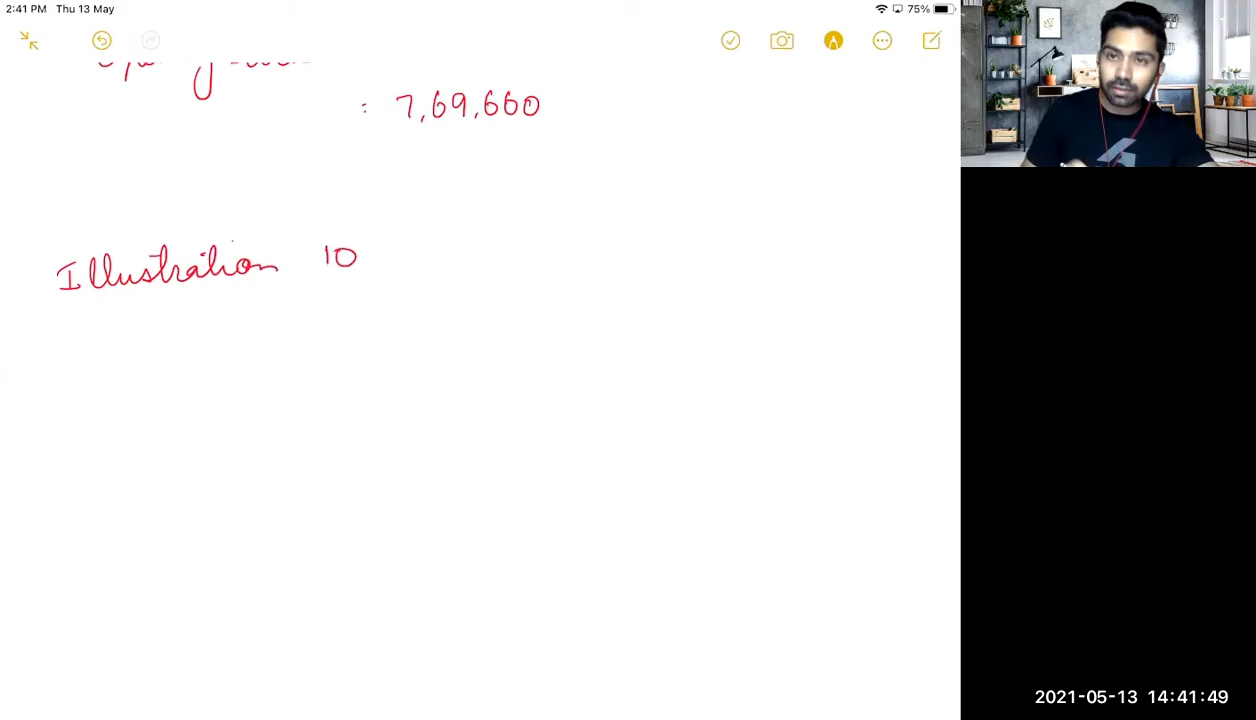 2:41 PM Thu 13 May
75%
: 7,69,660
Illustration 10
2021-05-13 14:41:49